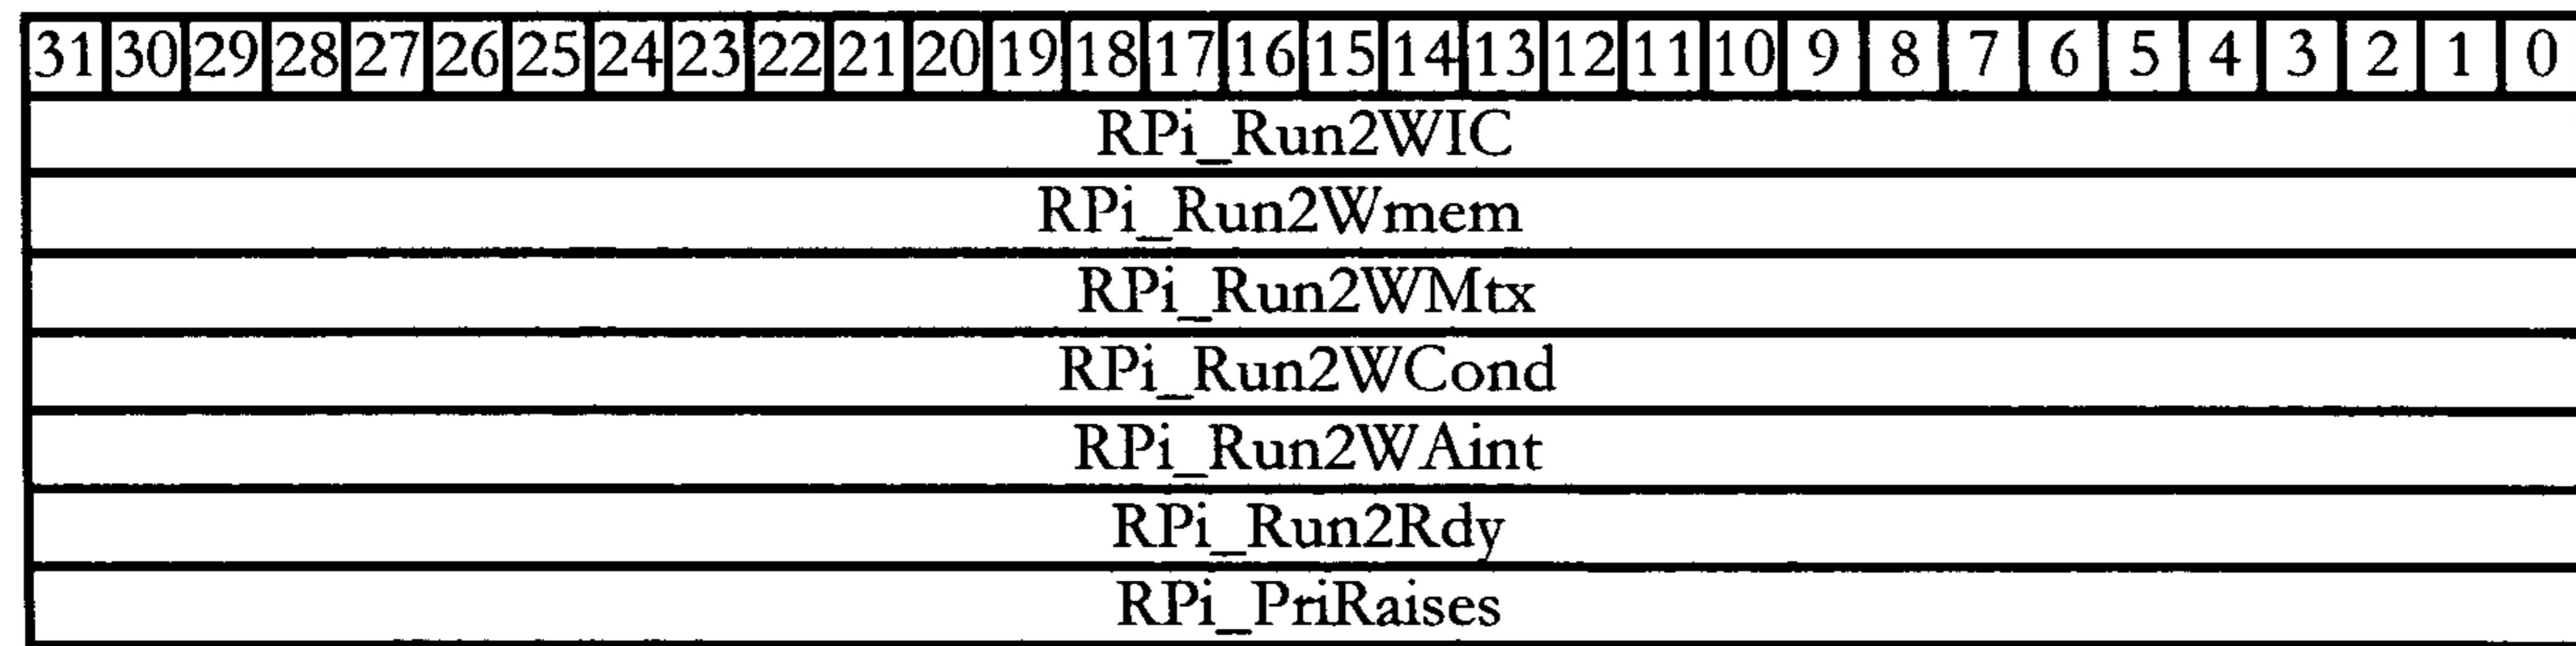 31 30 29 28 27 26 25 24 23 22 21 20 19 18 17 16 15 14 13 12 11 10 9 8 7 6 5 4 3 2 1 0
RPi_Run2WIC
RPi_Run2Wmem
RPi_Run2WMtx
RPi_Run2WCond
RPi_Run2WAint
RPi_Run2Rdy
RPi_PriRaises